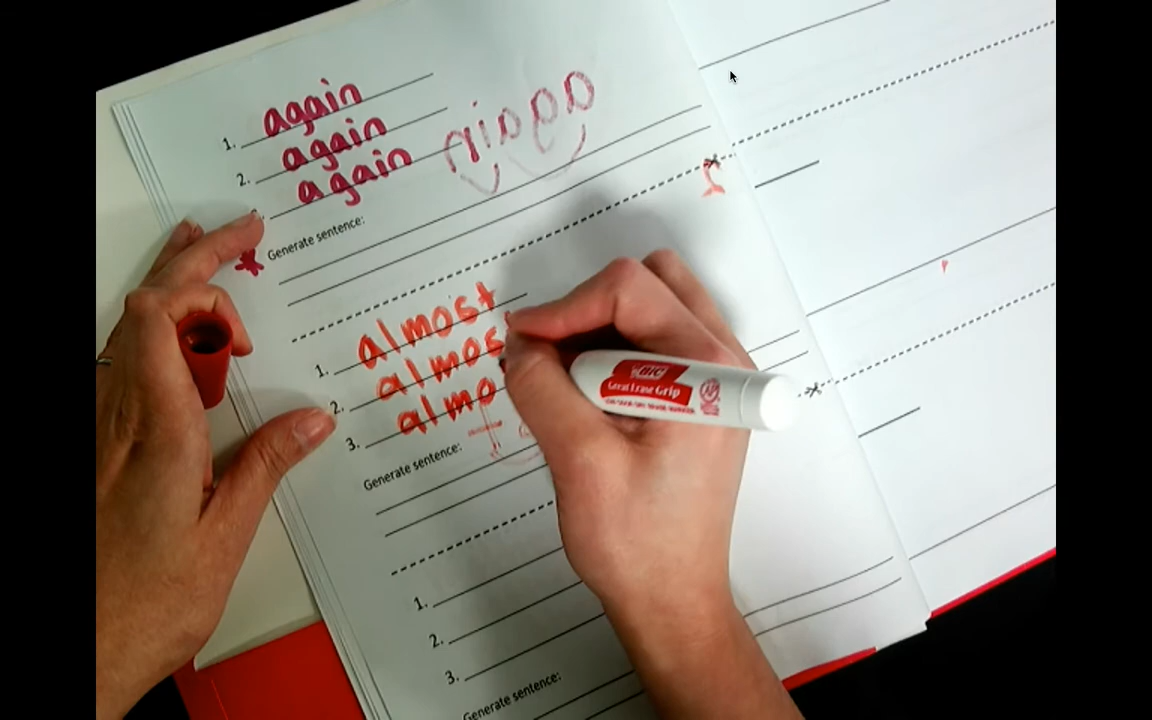 1. again
2. again
again
Generate sentence:
1. almost
2. almos
3. almo
Generate sentence:
BIC
Great Erase Grip
1.
2.
3.
Generate sentence: